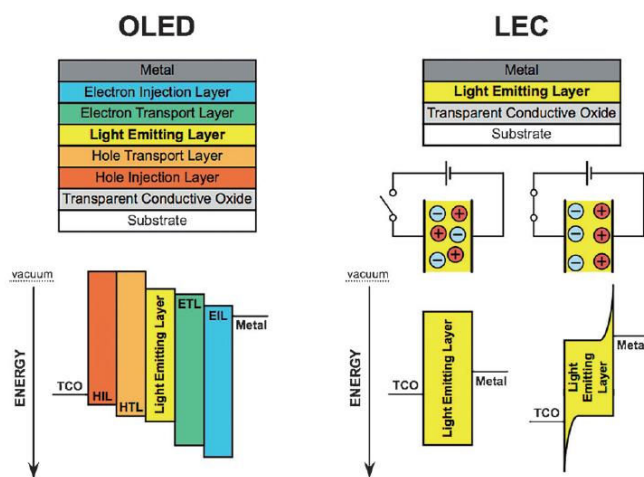 OLED
Metal
Electron Injection Layer
Electron Transport Layer
Light Emitting Layer
Hole Transport Layer
Hole Injection Layer
Transparent Conductive Oxide
Substrate
vacuum
ENERGY
TCO
HIL
HTL
Light Emitting Layer
ETL
EIL
Metal
LEC
Metal
Light Emitting Layer
Transparent Conductive Oxide
Substrate
vacuum
ENERGY
TCO
Light Emitting Layer
Metal
TCO
Light
Emitting
Layer
Meta